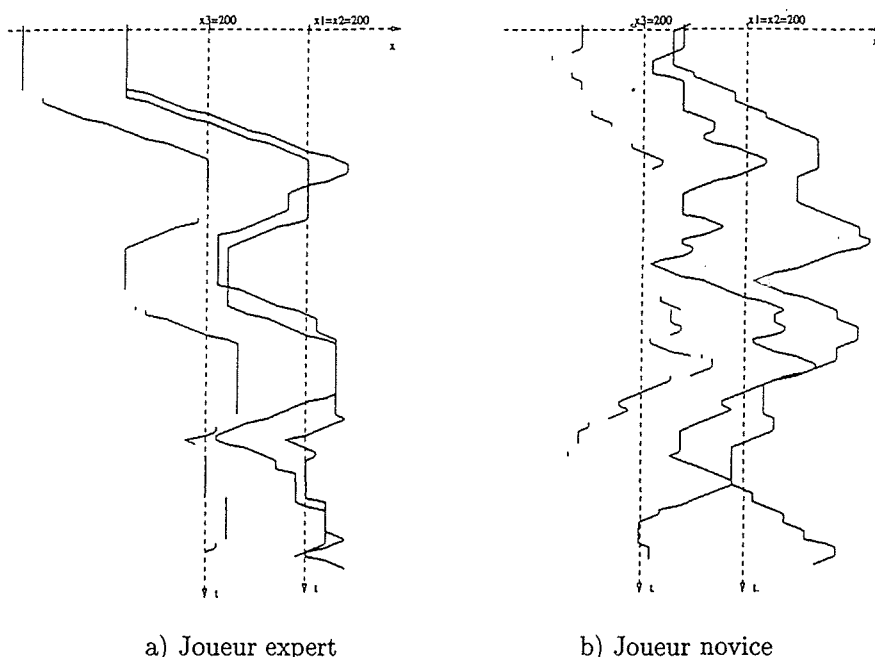 x3=200
x1=x2=200
x
x3=200
x1=x2=200
x
t
t
a) Joueur expert
b) Joueur novice